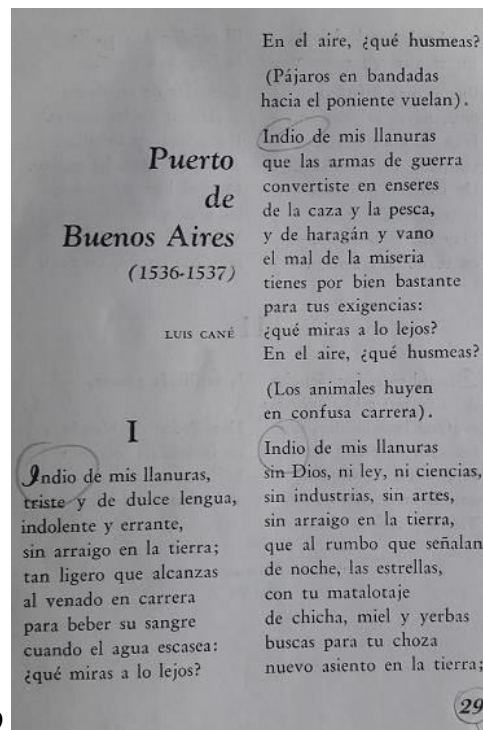 Puerto
de
Buenos Aires
(1536-1537)
LUIS CANÉ
I
Indio de mis llanuras,
triste y de dulce lengua,
indolente y errante,
sin arraigo en la tierra;
tan ligero que alcanzas
al venado en carrera
para beber su sangre
cuando el agua escasea:
¿qué miras a lo lejos?
En el aire, ¿qué husmeas?
(Pájaros en bandadas
hacia el poniente vuelan).
Indio de mis llanuras
que las armas de guerra
convertiste en enseres
de la caza y la pesca,
y de haragán y vano
el mal de la miseria
tienes por bien bastante
para tus exigencias:
¿qué miras a lo lejos?
En el aire, ¿qué husmeas?
(Los animales huyen
en confusa carrera).
Indio de mis llanuras
sin Dios, ni ley, ni ciencias,
sin industrias, sin artes,
sin arraigo en la tierra,
que al rumbo que señalan
de noche, las estrellas,
con tu matalotaje
de chicha, miel y yerbas
buscas para tu choza
nuevo asiento en la tierra;
29